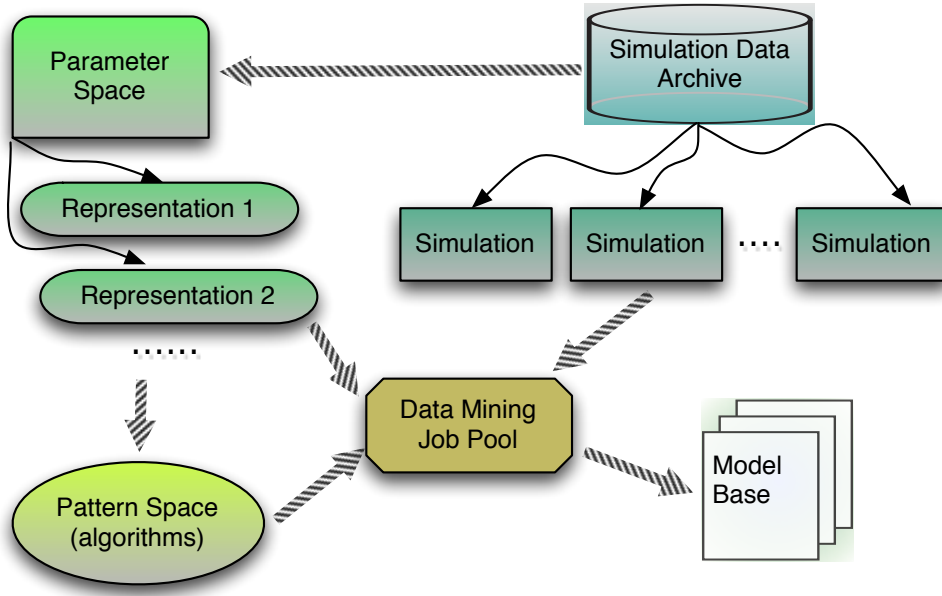 Parameter
Space
Simulation Data
Archive
Representation 1
Simulation
Simulation
....
Simulation
Representation 2
......
Data Mining
Job Pool
Model
Base
Pattern Space
(algorithms)